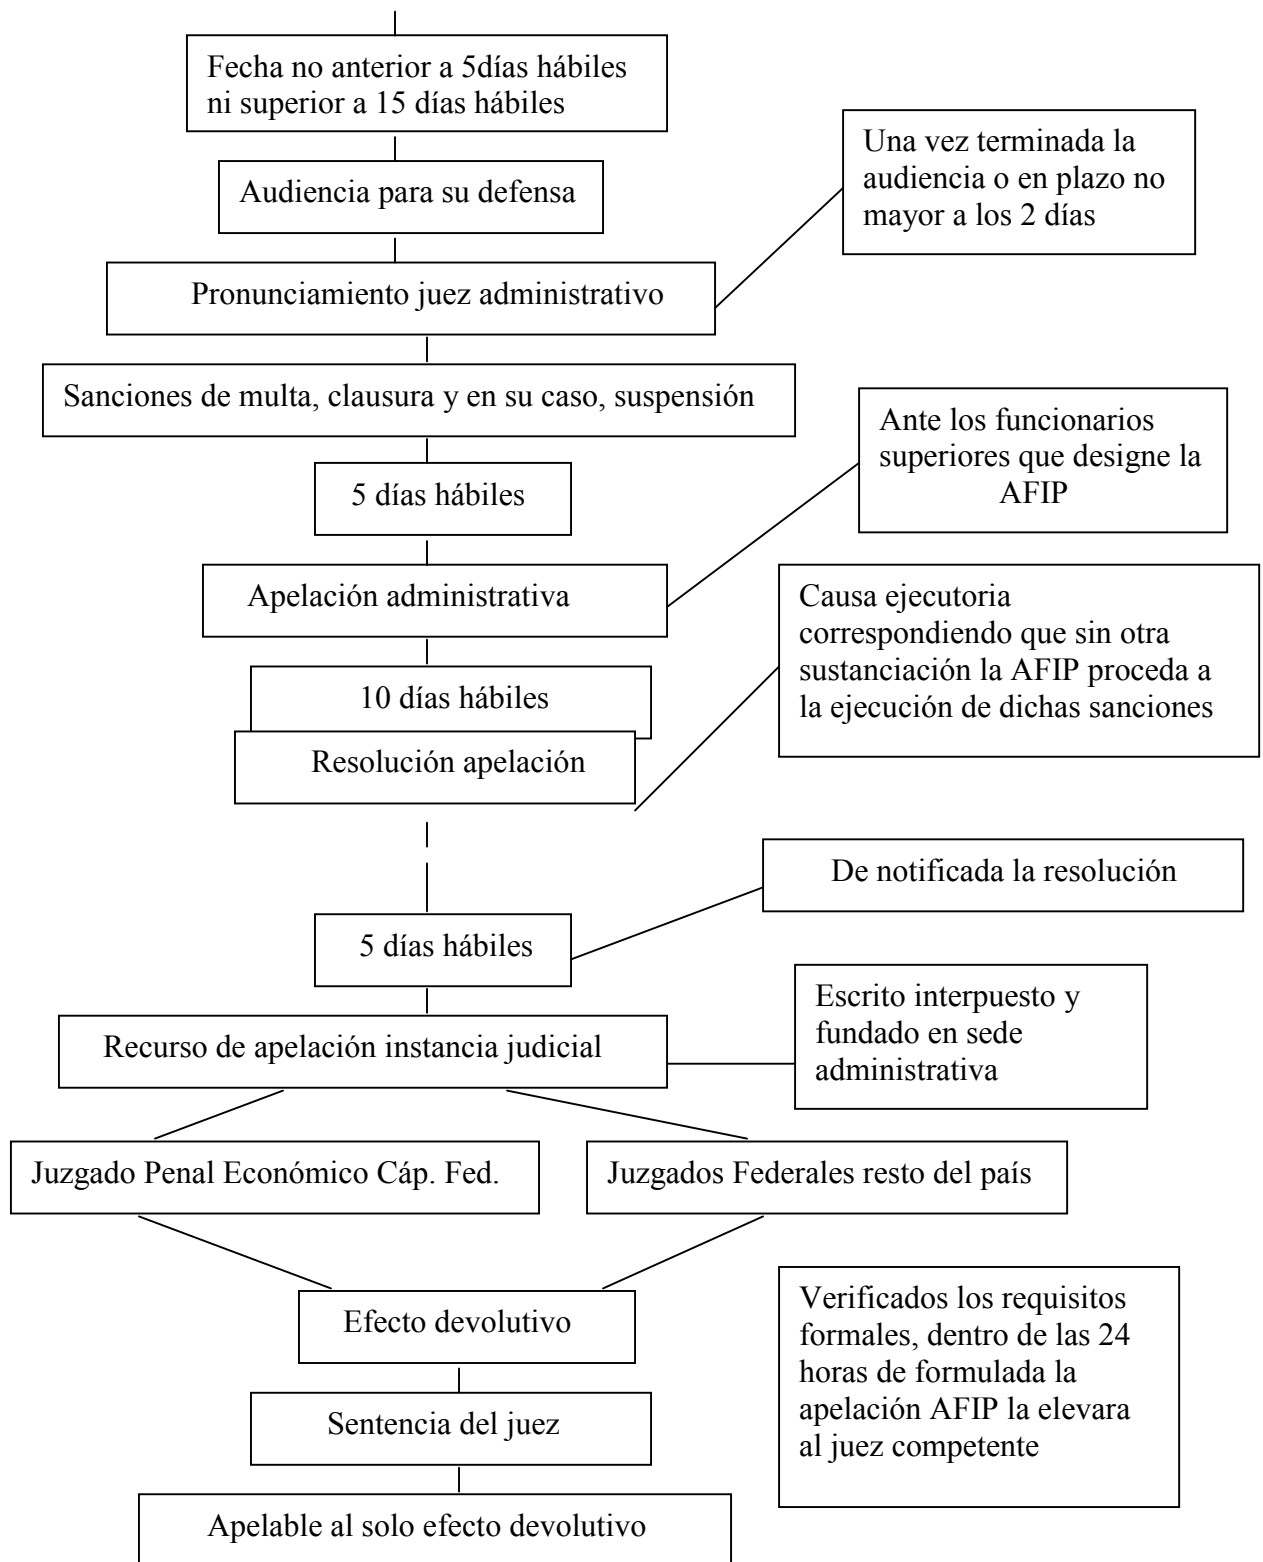 Fecha no anterior a 5días hábiles
ni superior a 15 días hábiles
Audiencia para su defensa
Una vez terminada la
audiencia o en plazo no
mayor a los 2 días
Pronunciamiento juez administrativo
Sanciones de multa, clausura y en su caso, suspensión
Ante los funcionarios
superiores que designe la
AFIP
5 días hábiles
Apelación administrativa
Causa ejecutoria
correspondiendo que sin otra
sustanciación la AFIP proceda a
la ejecución de dichas sanciones
10 días hábiles
Resolución apelación
De notificada la resolución
5 días hábiles
Escrito interpuesto y
fundado en sede
administrativa
Recurso de apelación instancia judicial
Juzgado Penal Económico Cáp. Fed.
Juzgados Federales resto del país
Efecto devolutivo
Verificados los requisitos
formales, dentro de las 24
horas de formulada la
apelación AFIP la elevara
al juez competente
Sentencia del juez
Apelable al solo efecto devolutivo